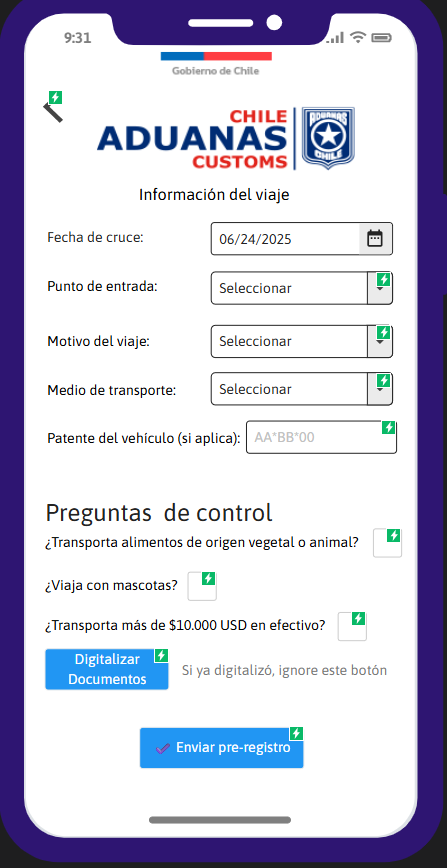 9:31
Gobierno de Chile
CHILE
ADUANAS
CUSTOMS
ADUANAS
CHILE
Información del viaje
Fecha de cruce: 06/24/2025
Punto de entrada: Seleccionar
Motivo del viaje: Seleccionar
Medio de transporte: Seleccionar
Patente del vehículo (si aplica): AA*BB*00
Preguntas de control
¿Transporta alimentos de origen vegetal o animal?
¿Viaja con mascotas?
¿Transporta más de $10.000 USD en efectivo?
Digitalizar
Documentos
Si ya digitalizó, ignore este botón
Enviar pre-registro